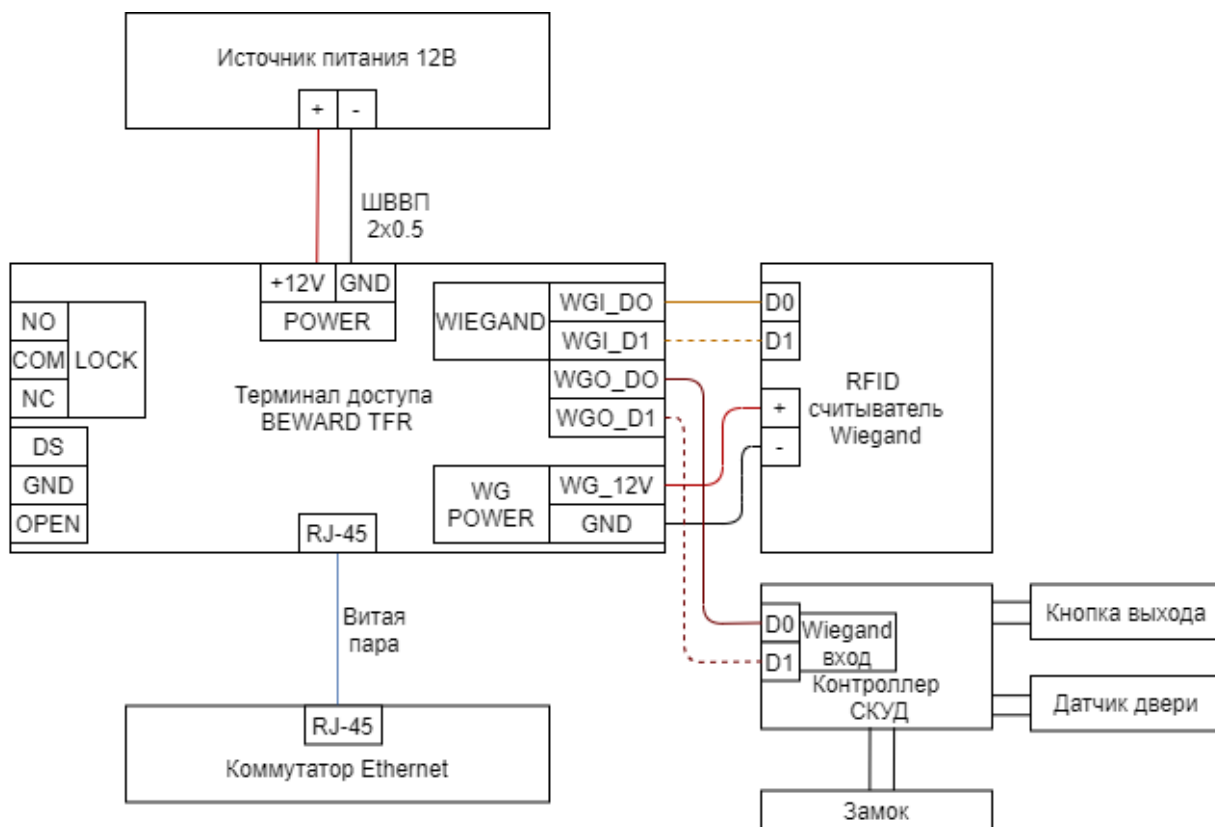 Источник питания 12В
+
-
ШВВП
2x0.5
+12V
GND
POWER
NO
COM
NC
LOCK
DS
GND
OPEN
Терминал доступа
BEWARD TFR
WIEGAND
WGI_DO
WGI_D1
WGO_DO
WGO_D1
WG
POWER
WG_12V
GND
RJ-45
D0
D1
+
-
RFID
считыватель
Wiegand
Витая
пара
RJ-45
Коммутатор Ethernet
D0
D1
Wiegand
вход
Контроллер
СКУД
Кнопка выхода
Датчик двери
Замок